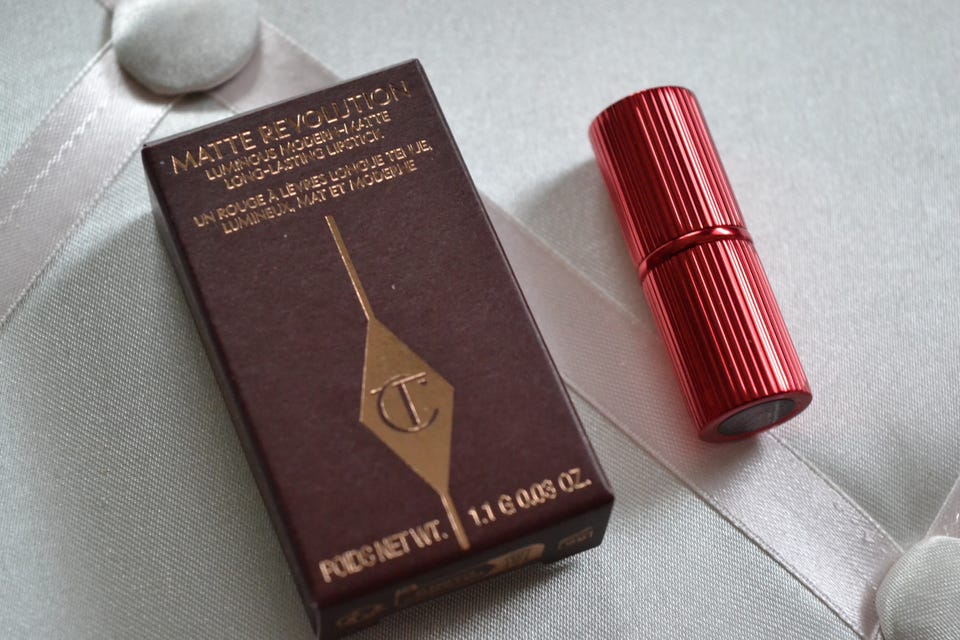 MATTE REVOLUTION
LUMINOUS MODERN-MATTE
LONG-LASTING LIPSTICK
UN ROUGE À LÈVRES LONGUE TENUE,
LUMINEUX, MAT ET MODERNE
CT
POIDS NET WT. 1.1 G 0.03 OZ.